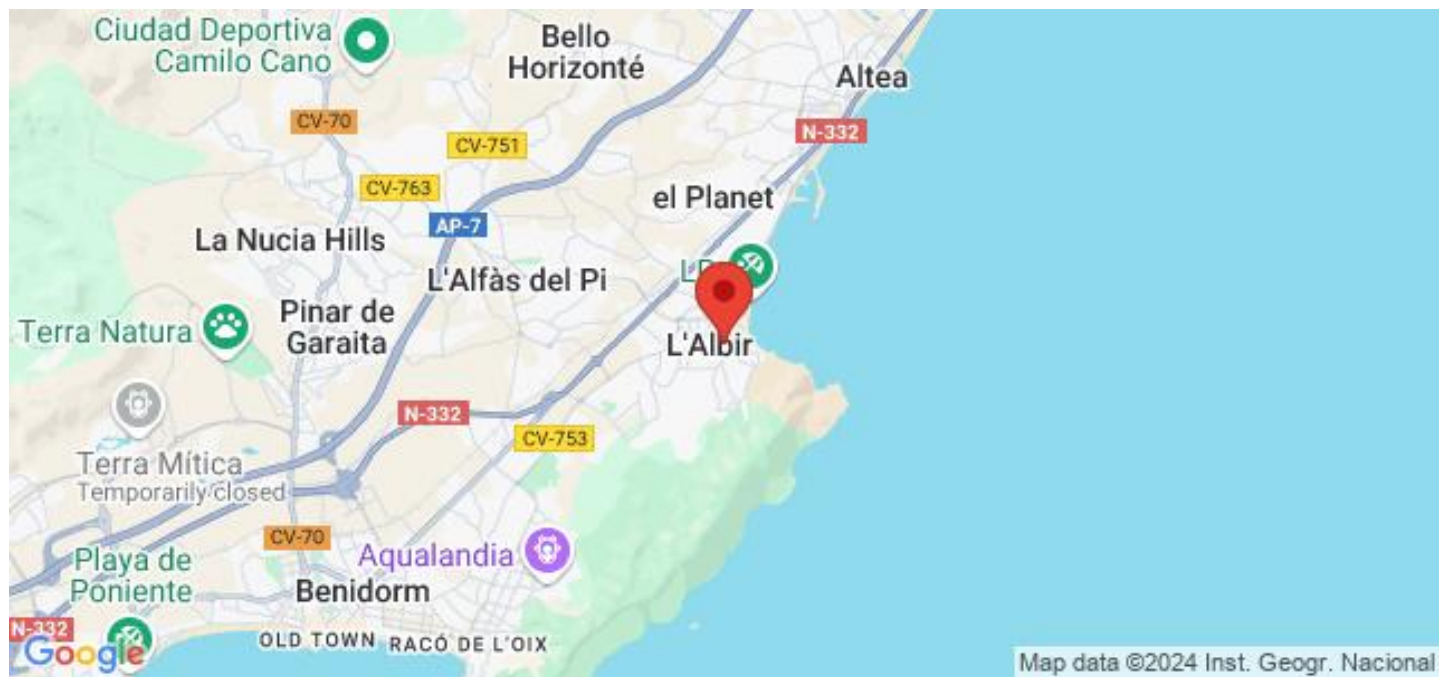 Ciudad Deportiva
Camilo Cano
Bello
Horizonté
Altea
CV-70
N-332
CV-751
CV-763
el Planet
AP-7
La Nucia Hills
L'Alfàs del Pi
Pinar de
Garaita
Terra Natura
L'Albir
N-332
CV-753
Terra Mítica
Temporarily closed
CV-70
Aqualandia
Playa de
Poniente
Benidorm
N-332
OLD TOWN
RACÓ DE L'OIX
Google
Map data ©2024 Inst. Geogr. Nacional